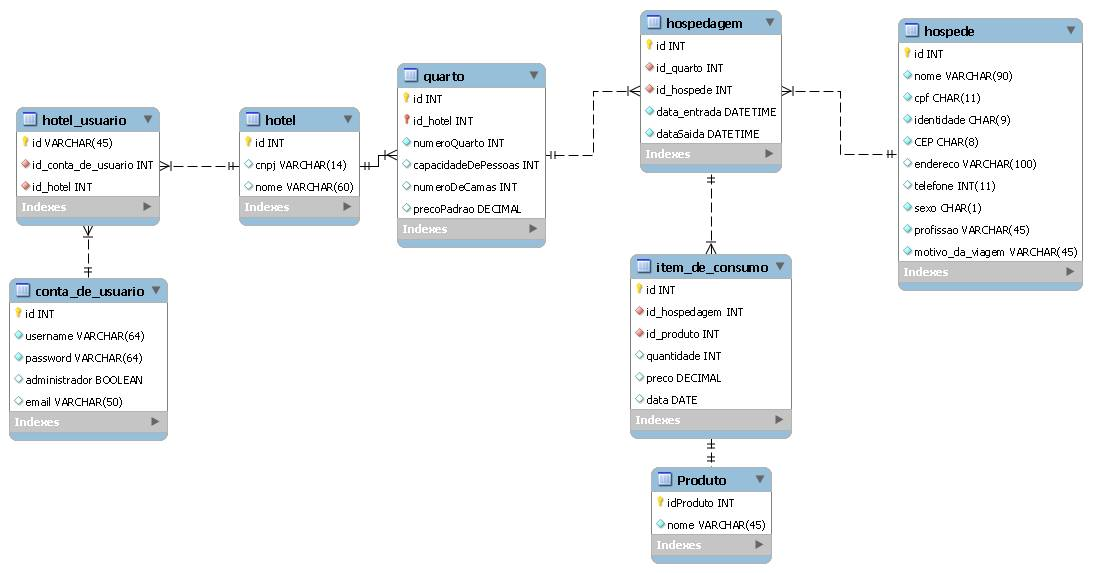 hotel_usuario
id VARCHAR(45)
id_conta_de_usuario INT
id_hotel INT
Indexes
conta_de_usuario
id INT
username VARCHAR(64)
password VARCHAR(64)
administrador BOOLEAN
email VARCHAR(50)
Indexes
hotel
id INT
cnpj VARCHAR(14)
nome VARCHAR(60)
Indexes
quarto
id INT
id_hotel INT
numeroQuarto INT
capacidadeDePessoas INT
numeroDeCamas INT
precoPadrao DECIMAL
Indexes
hospedagem
id INT
id_quarto INT
id_hospede INT
data_entrada DATETIME
dataSaida DATETIME
Indexes
item_de_consumo
id INT
id_hospedagem INT
id_produto INT
quantidade INT
preco DECIMAL
data DATE
Indexes
Produto
idProduto INT
nome VARCHAR(45)
Indexes
hospede
id INT
nome VARCHAR(90)
cpf CHAR(11)
identidade CHAR(9)
CEP CHAR(8)
endereco VARCHAR(100)
telefone INT(11)
sexo CHAR(1)
profissao VARCHAR(45)
motivo_da_viagem VARCHAR(45)
Indexes